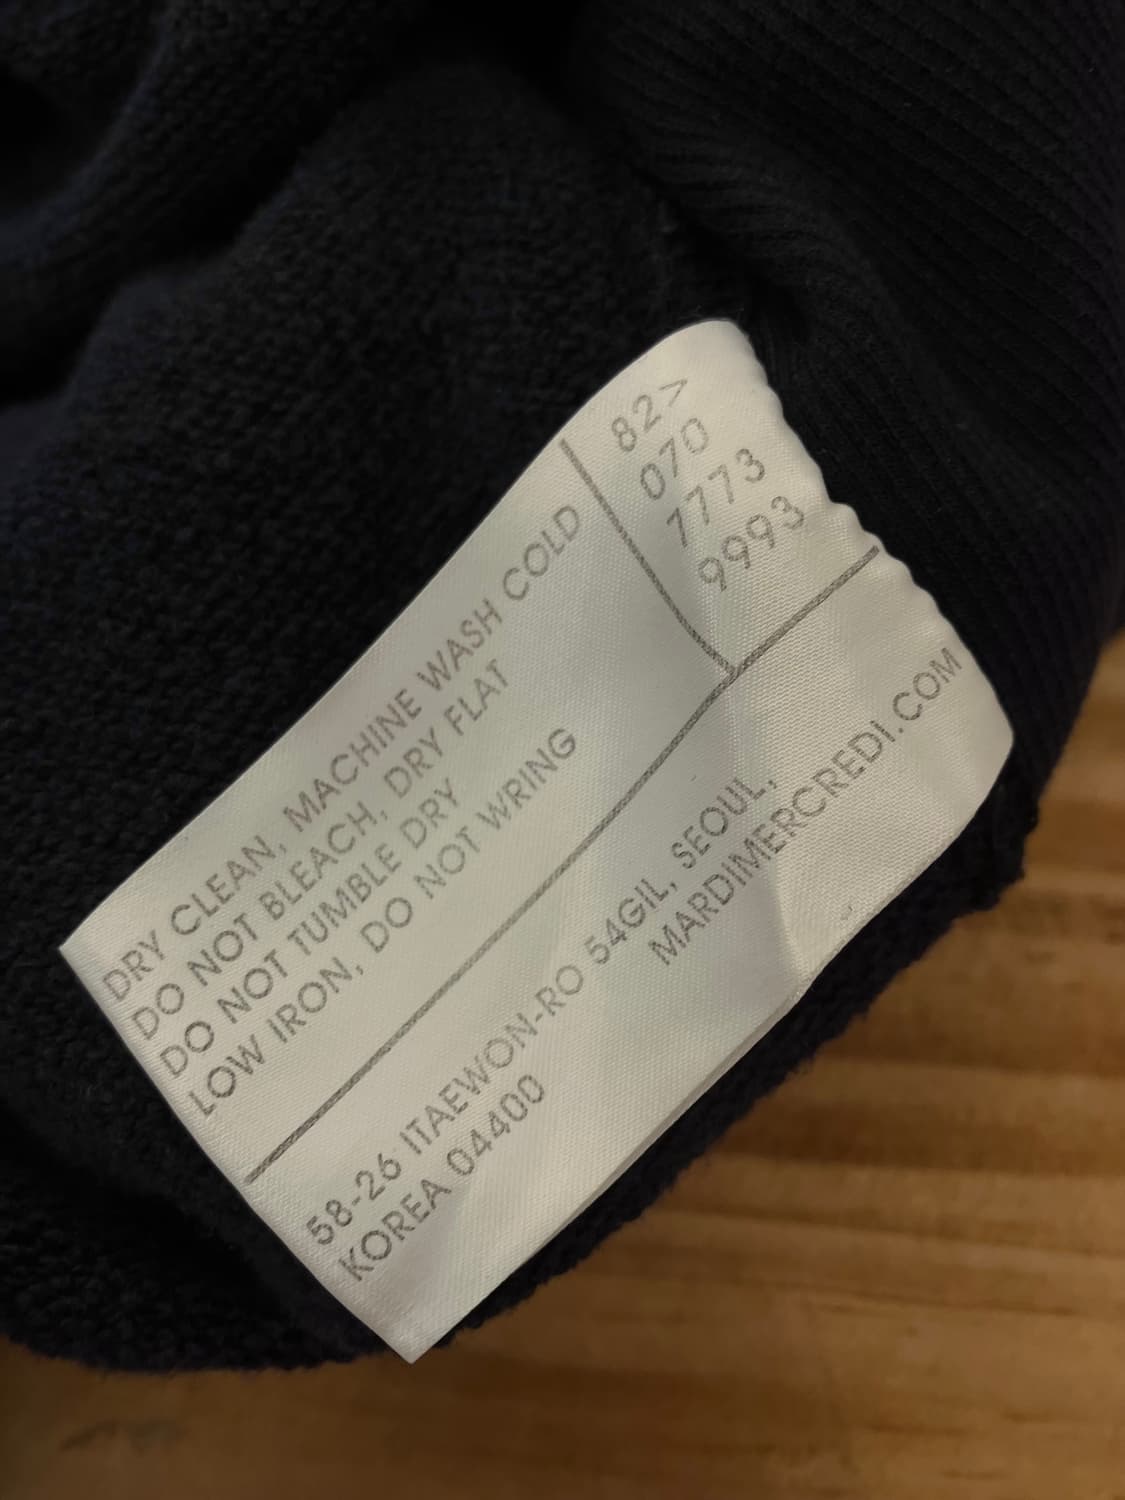 82>
070
7773
9993
DRY CLEAN, MACHINE WASH COLD
DO NOT BLEACH, DRY FLAT
DO NOT TUMBLE DRY
LOW IRON, DO NOT WRING
58-26 ITAEWON-RO 54GIL, SEOUL,
KOREA 04400
MARDIMERCREDI.COM